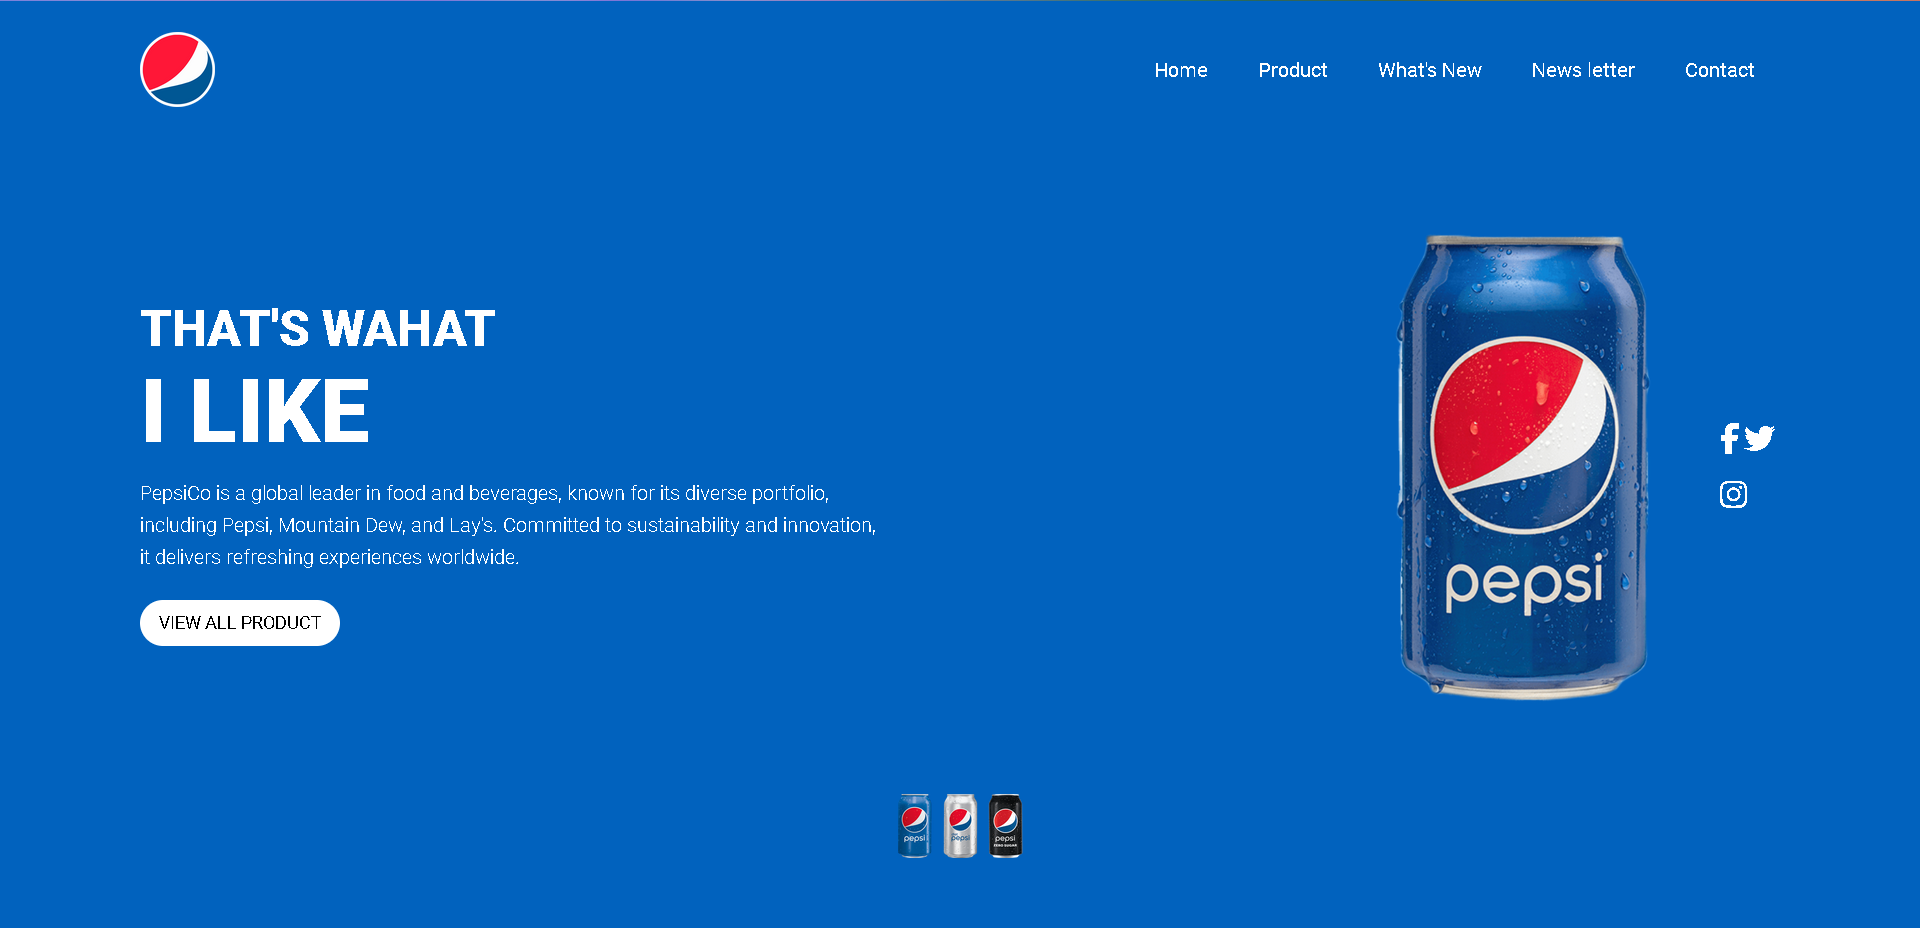 Home Product What's New News letter Contact
THAT'S WAHAT
I LIKE
PepsiCo is a global leader in food and beverages, known for its diverse portfolio,
including Pepsi, Mountain Dew, and Lay's. Committed to sustainability and innovation,
it delivers refreshing experiences worldwide.
VIEW ALL PRODUCT
pepsi
pepsi
pepsi
pepsi
ZERO SUGAR